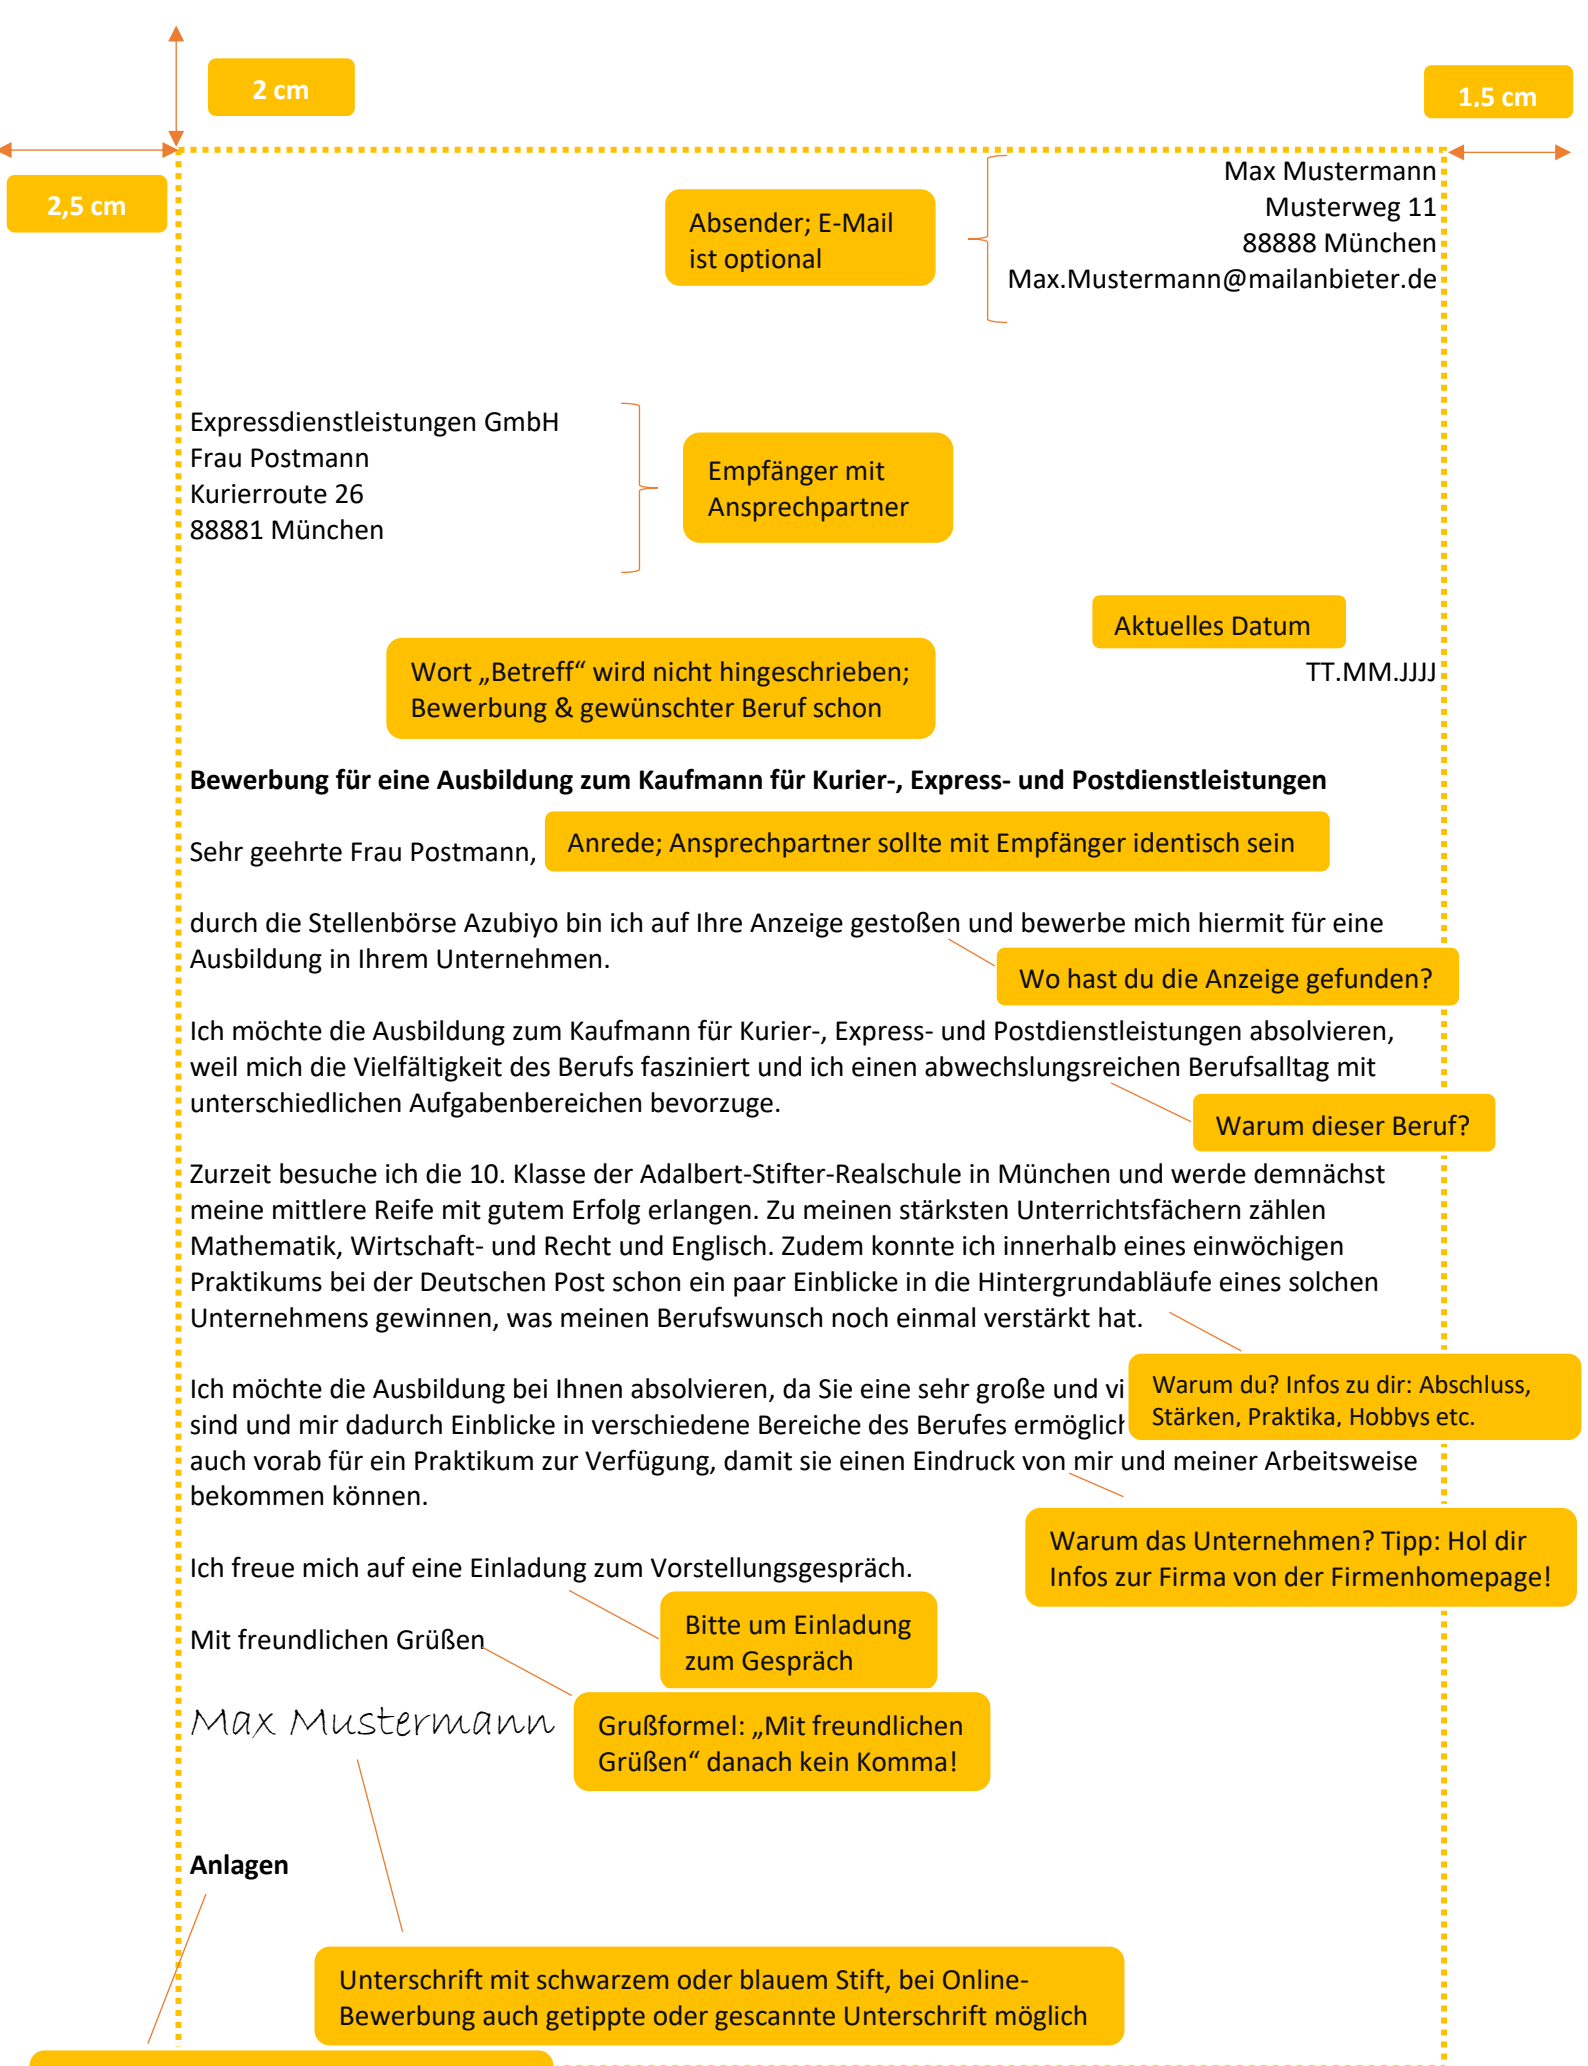 2 cm
1,5 cm
2,5 cm
Max Mustermann
Musterweg 11
88888 München
Max.Mustermann@mailanbieter.de
Absender; E-Mail
ist optional
Expressdienstleistungen GmbH
Frau Postmann
Kurierroute 26
88881 München
Empfänger mit
Ansprechpartner
Aktuelles Datum
TT.MM.JJJJ
Wort „Betreff“ wird nicht hingeschrieben;
Bewerbung & gewünschter Beruf schon
Bewerbung für eine Ausbildung zum Kaufmann für Kurier-, Express- und Postdienstleistungen
Sehr geehrte Frau Postmann,
Anrede; Ansprechpartner sollte mit Empfänger identisch sein
durch die Stellenbörse Azubiyo bin ich auf Ihre Anzeige gestoßen und bewerbe mich hiermit für eine
Ausbildung in Ihrem Unternehmen.
Wo hast du die Anzeige gefunden?
Ich möchte die Ausbildung zum Kaufmann für Kurier-, Express- und Postdienstleistungen absolvieren,
weil mich die Vielfältigkeit des Berufs fasziniert und ich einen abwechslungsreichen Berufsalltag mit
unterschiedlichen Aufgabenbereichen bevorzuge.
Warum dieser Beruf?
Zurzeit besuche ich die 10. Klasse der Adalbert-Stifter-Realschule in München und werde demnächst
meine mittlere Reife mit gutem Erfolg erlangen. Zu meinen stärksten Unterrichtsfächern zählen
Mathematik, Wirtschaft- und Recht und Englisch. Zudem konnte ich innerhalb eines einwöchigen
Praktikums bei der Deutschen Post schon ein paar Einblicke in die Hintergrundabläufe eines solchen
Unternehmens gewinnen, was meinen Berufswunsch noch einmal verstärkt hat.
Warum du? Infos zu dir: Abschluss,
Stärken, Praktika, Hobbys etc.
Ich möchte die Ausbildung bei Ihnen absolvieren, da Sie eine sehr große und
sind und mir dadurch Einblicke in verschiedene Bereiche des Berufes
auch vorab für ein Praktikum zur Verfügung, damit sie einen Eindruck von mir und meiner Arbeitsweise
bekommen können.
Warum das Unternehmen? Tipp: Hol dir
Infos zur Firma von der Firmenhomepage!
Ich freue mich auf eine Einladung zum Vorstellungsgespräch.
Bitte um Einladung
zum Gespräch
Mit freundlichen Grüßen
Max Mustermann
Grußformel: „Mit freundlichen
Grüßen“ danach kein Komma!
Anlagen
Unterschrift mit schwarzem oder blauem Stift, bei Online-
Bewerbung auch getippte oder gescannte Unterschrift möglich